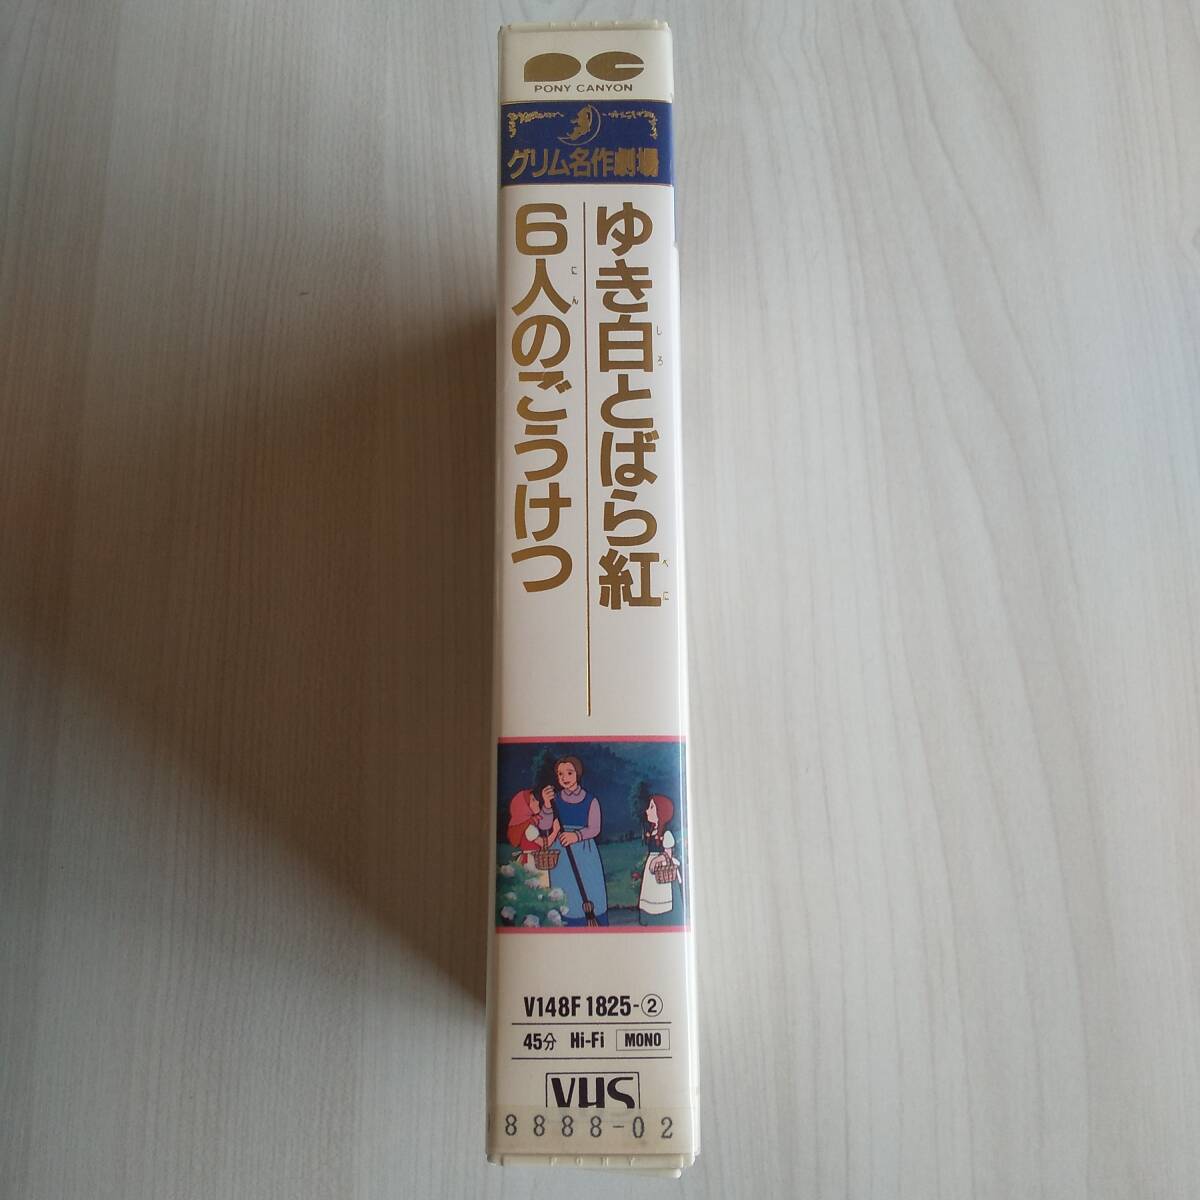 PONY CANYON
グリム名作劇場
ゆき白とばら紅
しろ
べに
6人のごうけつ
にん
V148F 1825-②
45分 Hi-Fi MONO
VHS
8888-02
PONY